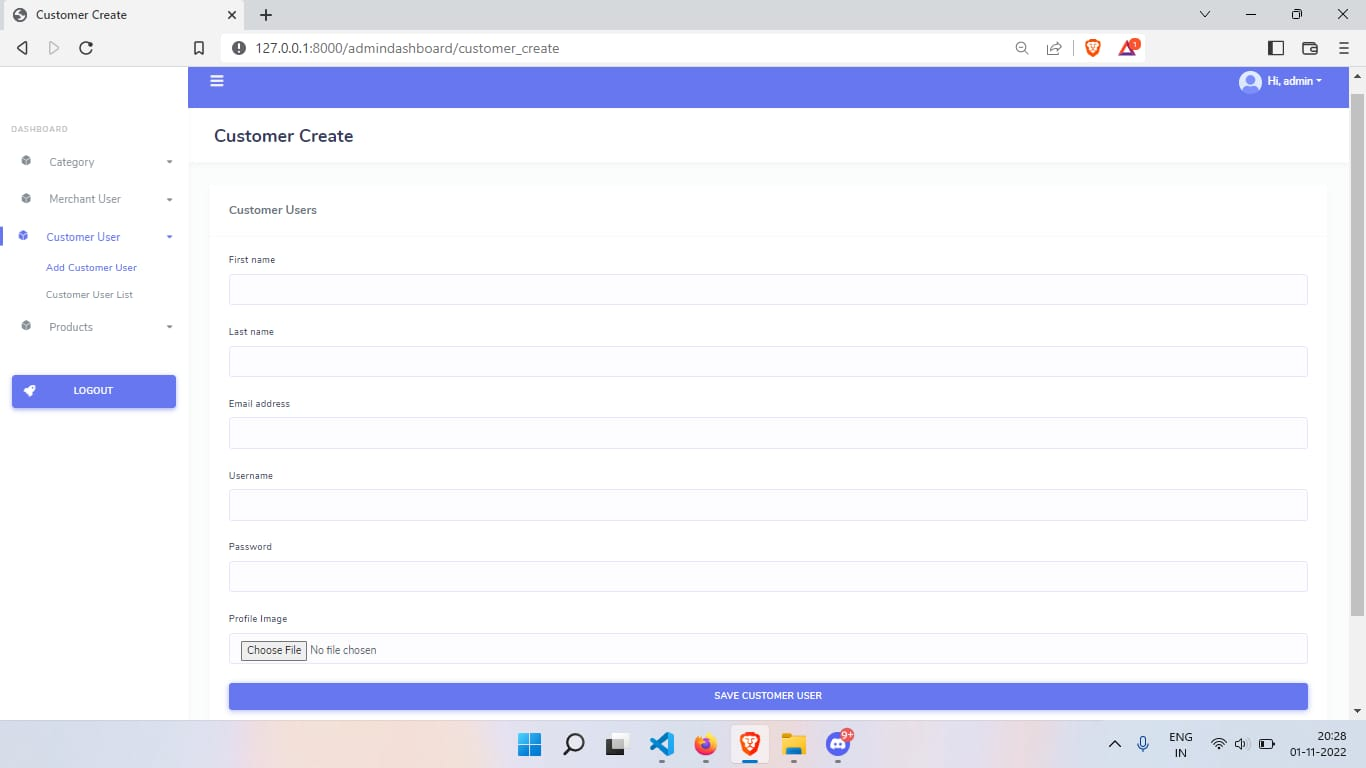 Customer Create
127.0.0.1:8000/admindashboard/customer_create
1
Hi, admin
DASHBOARD
Category
Merchant User
Customer User
Add Customer User
Customer User List
Products
LOGOUT
Customer Create
Customer Users
First name
Last name
Email address
Username
Password
Profile Image
Choose File No file chosen
SAVE CUSTOMER USER
9+
ENG
IN
20:28
01-11-2022